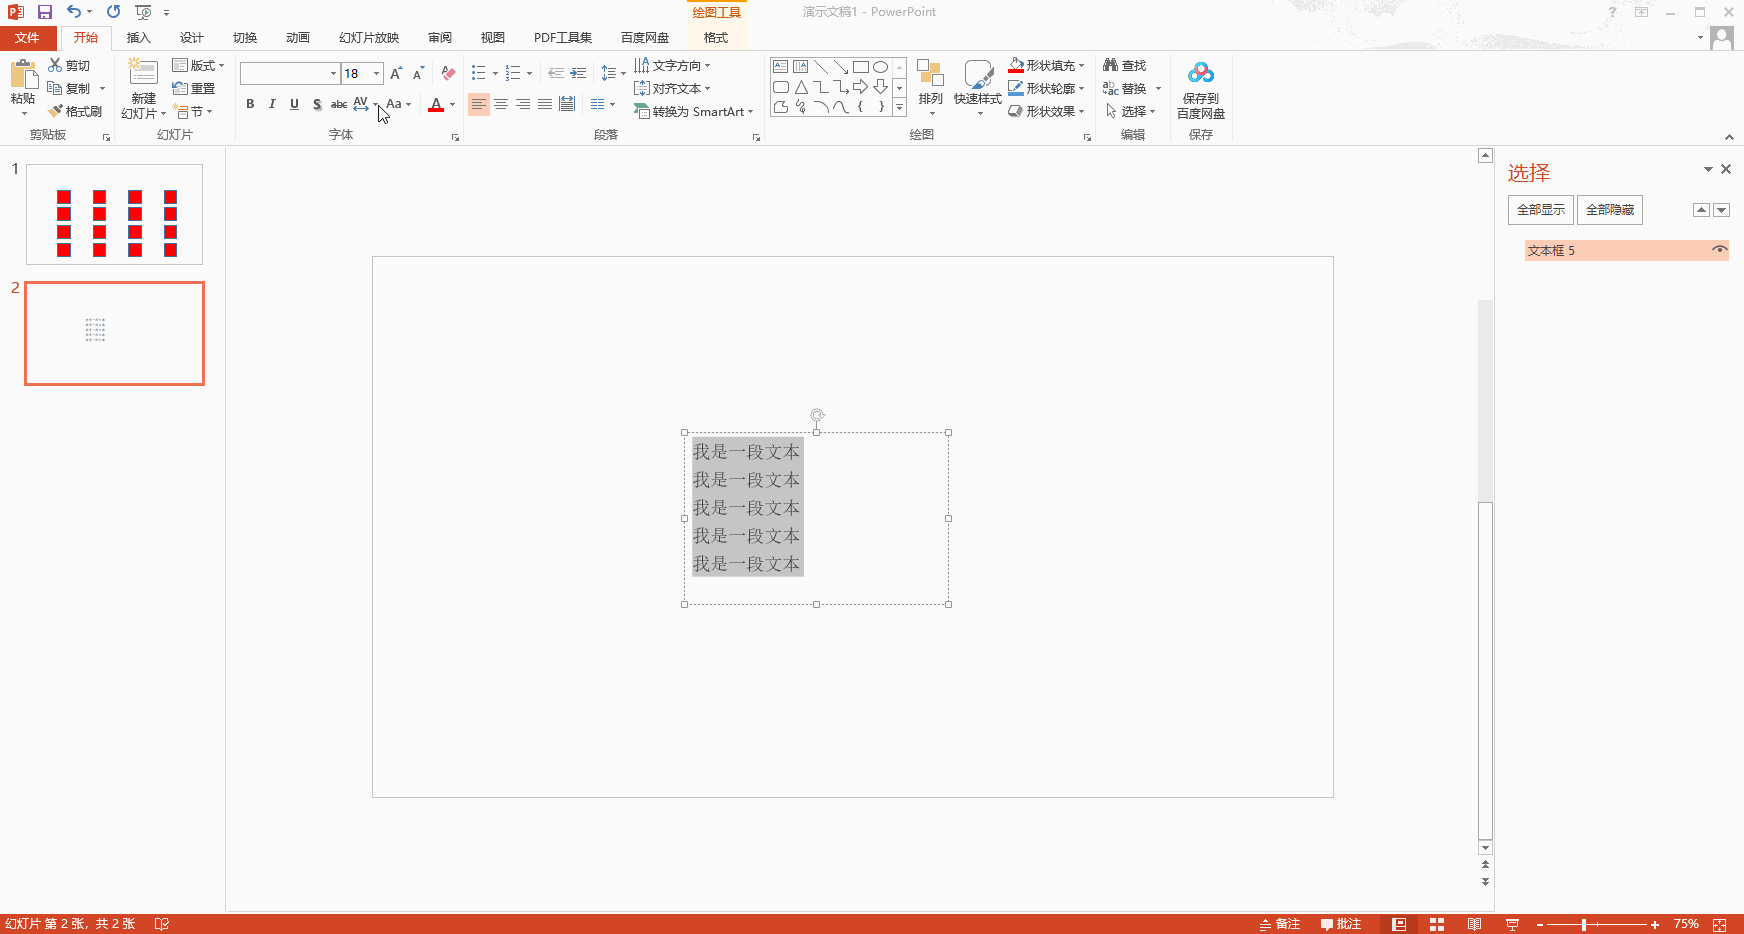 绘图工具
演示文稿1 - PowerPoint
文件 开始 插入 设计 切换 动画 幻灯片放映 审阅 视图 PDF工具集 百度网盘 格式
粘贴
剪切
复制
格式刷
剪贴板
新建
幻灯片
版式
重置
节
幻灯片
18
B I U S abc AV Aa A
字体
文字方向
对齐文本
转换为 SmartArt
段落
排列
快速样式
形状填充
形状轮廓
形状效果
绘图
查找
替换
选择
编辑
保存到
百度网盘
保存
1
2
我是一段文本
我是一段文本
我是一段文本
我是一段文本
我是一段文本
选择
全部显示 全部隐藏
文本框 5
幻灯片 第 2 张，共 2 张
备注 批注 75%